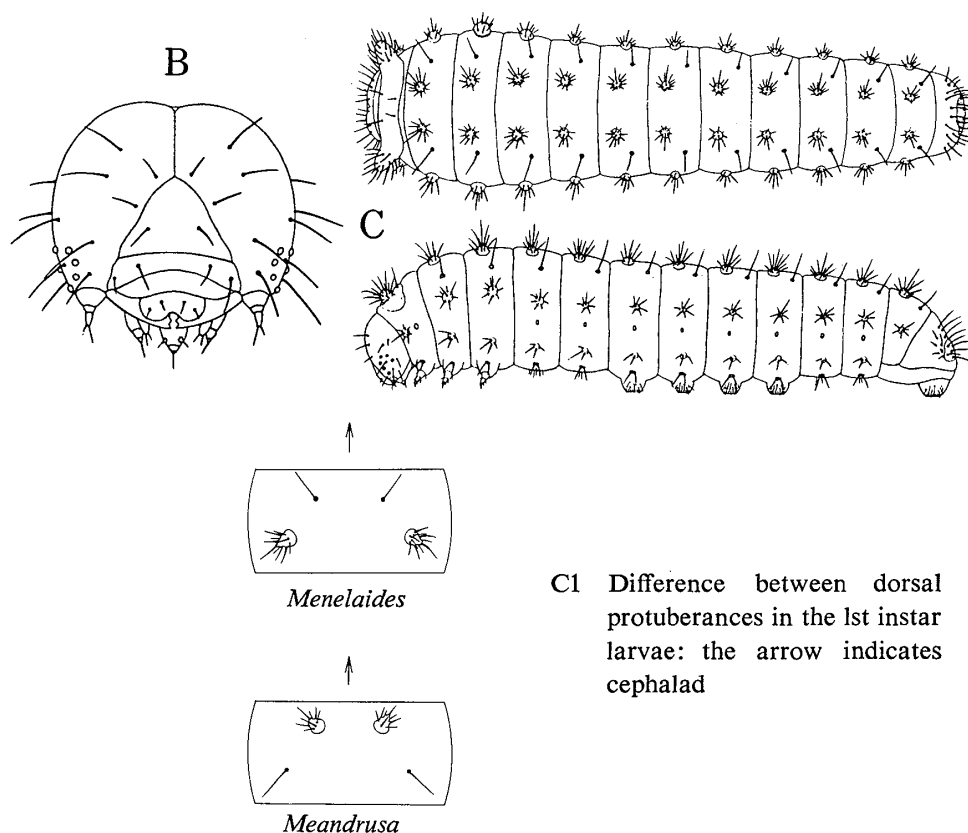 B
C
Menelaides
Meandrusa
C1 Difference between dorsal
protuberances in the lst instar
larvae: the arrow indicates
cephalad